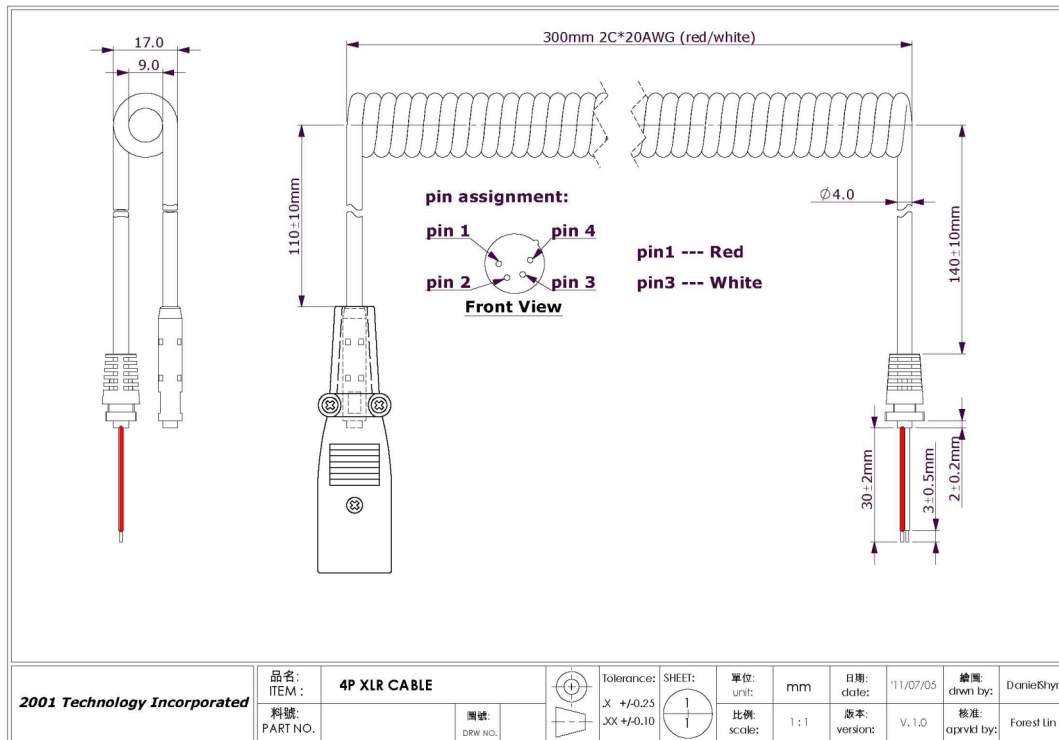 17.0
9.0
300mm 2C*20AWG (red/white)
110±10mm
Ø4.0
140±10mm
pin assignment:
pin 1
pin 4
pin 2
pin 3
Front View
pin1 --- Red
pin3 --- White
30±2mm
3±0.5mm
2±0.2mm
2001 Technology Incorporated
品名:
ITEM :
4P XLR CABLE
料號:
PART NO.
圖號:
DRW NO.
Tolerance:
.X +/-0.25
.XX +/-0.10
SHEET:
1
1
單位:
unit:
mm
比例:
scale:
1 : 1
日期:
date:
'11/07/05
版本:
version:
V. 1.0
繪圖:
drwn by:
DanielShyr
核准:
aprvld by:
Forest Lin